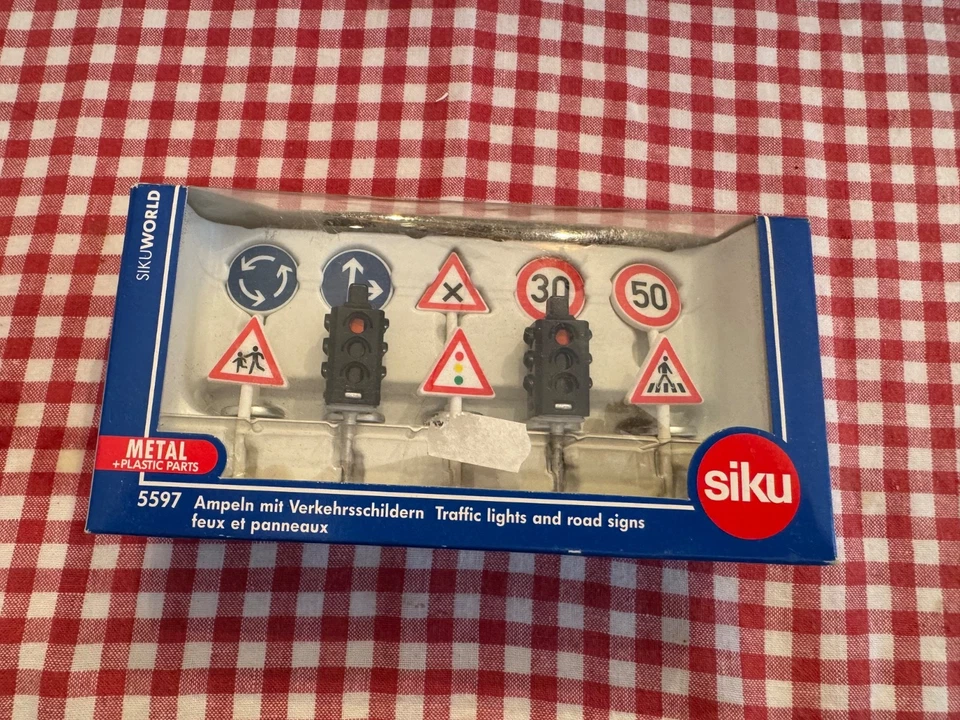 SIKUWORLD
30
50
METAL
+PLASTIC PARTS
siku
5597 Ampeln mit Verkehrsschildern Traffic lights and road signs
feux et panneaux